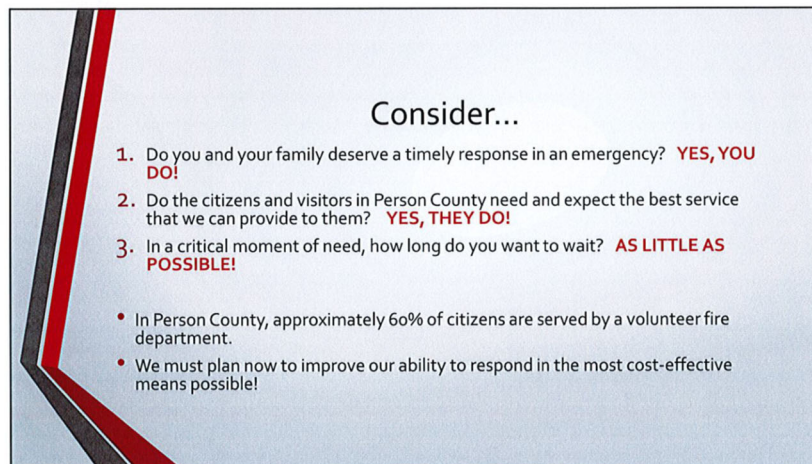 Consider...
1. Do you and your family deserve a timely response in an emergency? YES, YOU
DO!
2. Do the citizens and visitors in Person County need and expect the best service
that we can provide to them? YES, THEY DO!
3. In a critical moment of need, how long do you want to wait? AS LITTLE AS
POSSIBLE!
• In Person County, approximately 60% of citizens are served by a volunteer fire
department.
• We must plan now to improve our ability to respond in the most cost-effective
means possible!